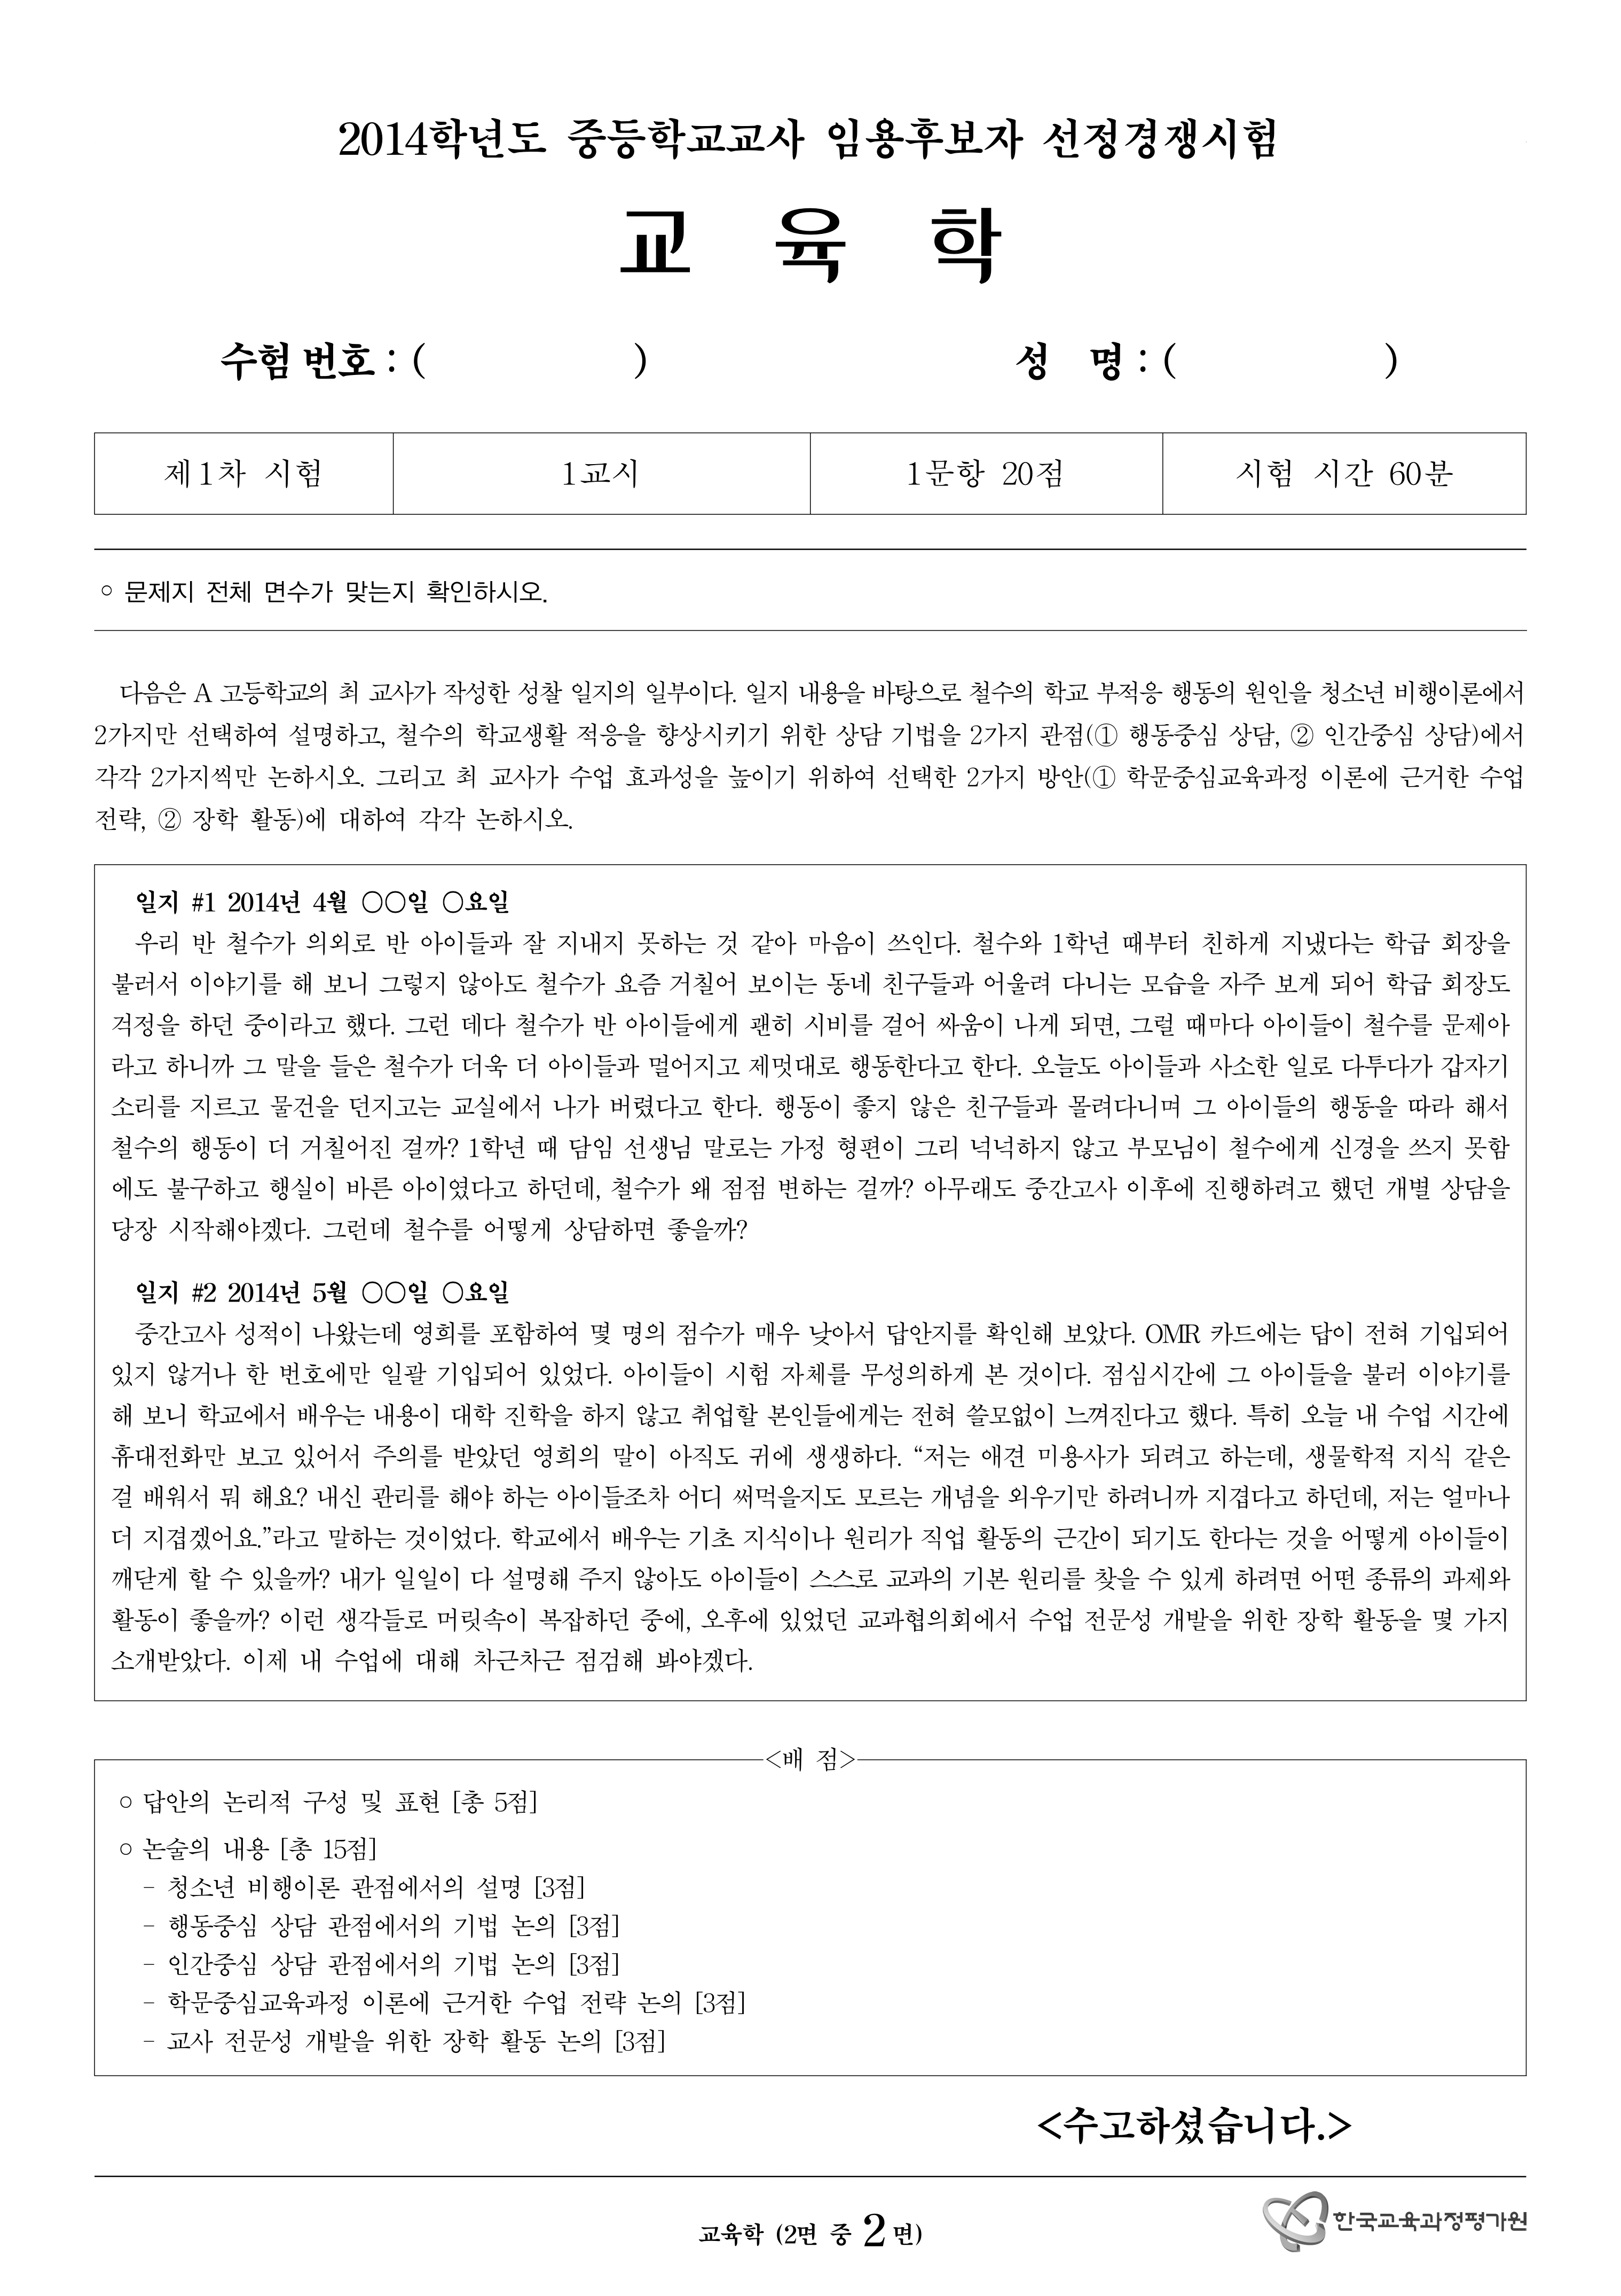 2014학년도 중등학교교사 임용후보자 선정경쟁시험
교 육 학
수험 번호 : (                    )          성    명 : (                    )
제1차 시험    1교시    1문항 20점    시험 시간 60분
○ 문제지 전체 면수가 맞는지 확인하시오.
다음은 A 고등학교의 최 교사가 작성한 성찰 일지의 일부이다. 일지 내용을 바탕으로 철수의 학교 부적응 행동의 원인을 청소년 비행이론에서
2가지만 선택하여 설명하고, 철수의 학교생활 적응을 향상시키기 위한 상담 기법을 2가지 관점(① 행동중심 상담, ② 인간중심 상담)에서
각각 2가지씩만 논하시오. 그리고 최 교사가 수업 효과성을 높이기 위하여 선택한 2가지 방안(① 학문중심교육과정 이론에 근거한 수업
전략, ② 장학 활동)에 대하여 각각 논하시오.
일지 #1 2014년 4월 ○○일 ○요일
우리 반 철수가 의외로 반 아이들과 잘 지내지 못하는 것 같아 마음이 쓰인다. 철수와 1학년 때부터 친하게 지냈다는 학급 회장을
불러서 이야기를 해 보니 그렇지 않아도 철수가 요즘 거칠어 보이는 동네 친구들과 어울려 다니는 모습을 자주 보게 되어 학급 회장도
걱정을 하던 중이라고 했다. 그런 데다 철수가 반 아이들에게 괜히 시비를 걸어 싸움이 나게 되면, 그럴 때마다 아이들이 철수를 문제아
라고 하니까 그 말을 들은 철수가 더욱 더 아이들과 멀어지고 제멋대로 행동한다고 한다. 오늘도 아이들과 사소한 일로 다투다가 갑자기
소리를 지르고 물건을 던지고는 교실에서 나가 버렸다고 한다. 행동이 좋지 않은 친구들과 몰려다니며 그 아이들의 행동을 따라 해서
철수의 행동이 더 거칠어진 걸까? 1학년 때 담임 선생님 말로는 가정 형편이 그리 넉넉하지 않고 부모님이 철수에게 신경을 쓰지 못함
에도 불구하고 행실이 바른 아이였다고 하던데, 철수가 왜 점점 변하는 걸까? 아무래도 중간고사 이후에 진행하려고 했던 개별 상담을
당장 시작해야겠다. 그런데 철수를 어떻게 상담하면 좋을까?
일지 #2 2014년 5월 ○○일 ○요일
중간고사 성적이 나왔는데 영희를 포함하여 몇 명의 점수가 매우 낮아서 답안지를 확인해 보았다. OMR 카드에는 답이 전혀 기입되어
있지 않거나 한 번호에만 일괄 기입되어 있었다. 아이들이 시험 자체를 무성의하게 본 것이다. 점심시간에 그 아이들을 불러 이야기를
해 보니 학교에서 배우는 내용이 대학 진학을 하지 않고 취업할 본인들에게는 전혀 쓸모없이 느껴진다고 했다. 특히 오늘 내 수업 시간에
휴대전화만 보고 있어서 주의를 받았던 영희의 말이 아직도 귀에 생생하다. “저는 애견 미용사가 되려고 하는데, 생물학적 지식 같은
걸 배워서 뭐 해요? 내신 관리를 해야 하는 아이들조차 어디 써먹을지도 모르는 개념을 외우기만 하려니까 지겹다고 하던데, 저는 얼마나
더 지겹겠어요.”라고 말하는 것이었다. 학교에서 배우는 기초 지식이나 원리가 직업 활동의 근간이 되기도 한다는 것을 어떻게 아이들이
깨닫게 할 수 있을까? 내가 일일이 다 설명해 주지 않아도 아이들이 스스로 교과의 기본 원리를 찾을 수 있게 하려면 어떤 종류의 과제와
활동이 좋을까? 이런 생각들로 머릿속이 복잡하던 중에, 오후에 있었던 교과협의회에서 수업 전문성 개발을 위한 장학 활동을 몇 가지
소개받았다. 이제 내 수업에 대해 차근차근 점검해 봐야겠다.
<배 점>
○ 답안의 논리적 구성 및 표현 [총 5점]
○ 논술의 내용 [총 15점]
- 청소년 비행이론 관점에서의 설명 [3점]
- 행동중심 상담 관점에서의 기법 논의 [3점]
- 인간중심 상담 관점에서의 기법 논의 [3점]
- 학문중심교육과정 이론에 근거한 수업 전략 논의 [3점]
- 교사 전문성 개발을 위한 장학 활동 논의 [3점]
<수고하셨습니다.>
교육학 (2면 중 2 면)
한국교육과정평가원